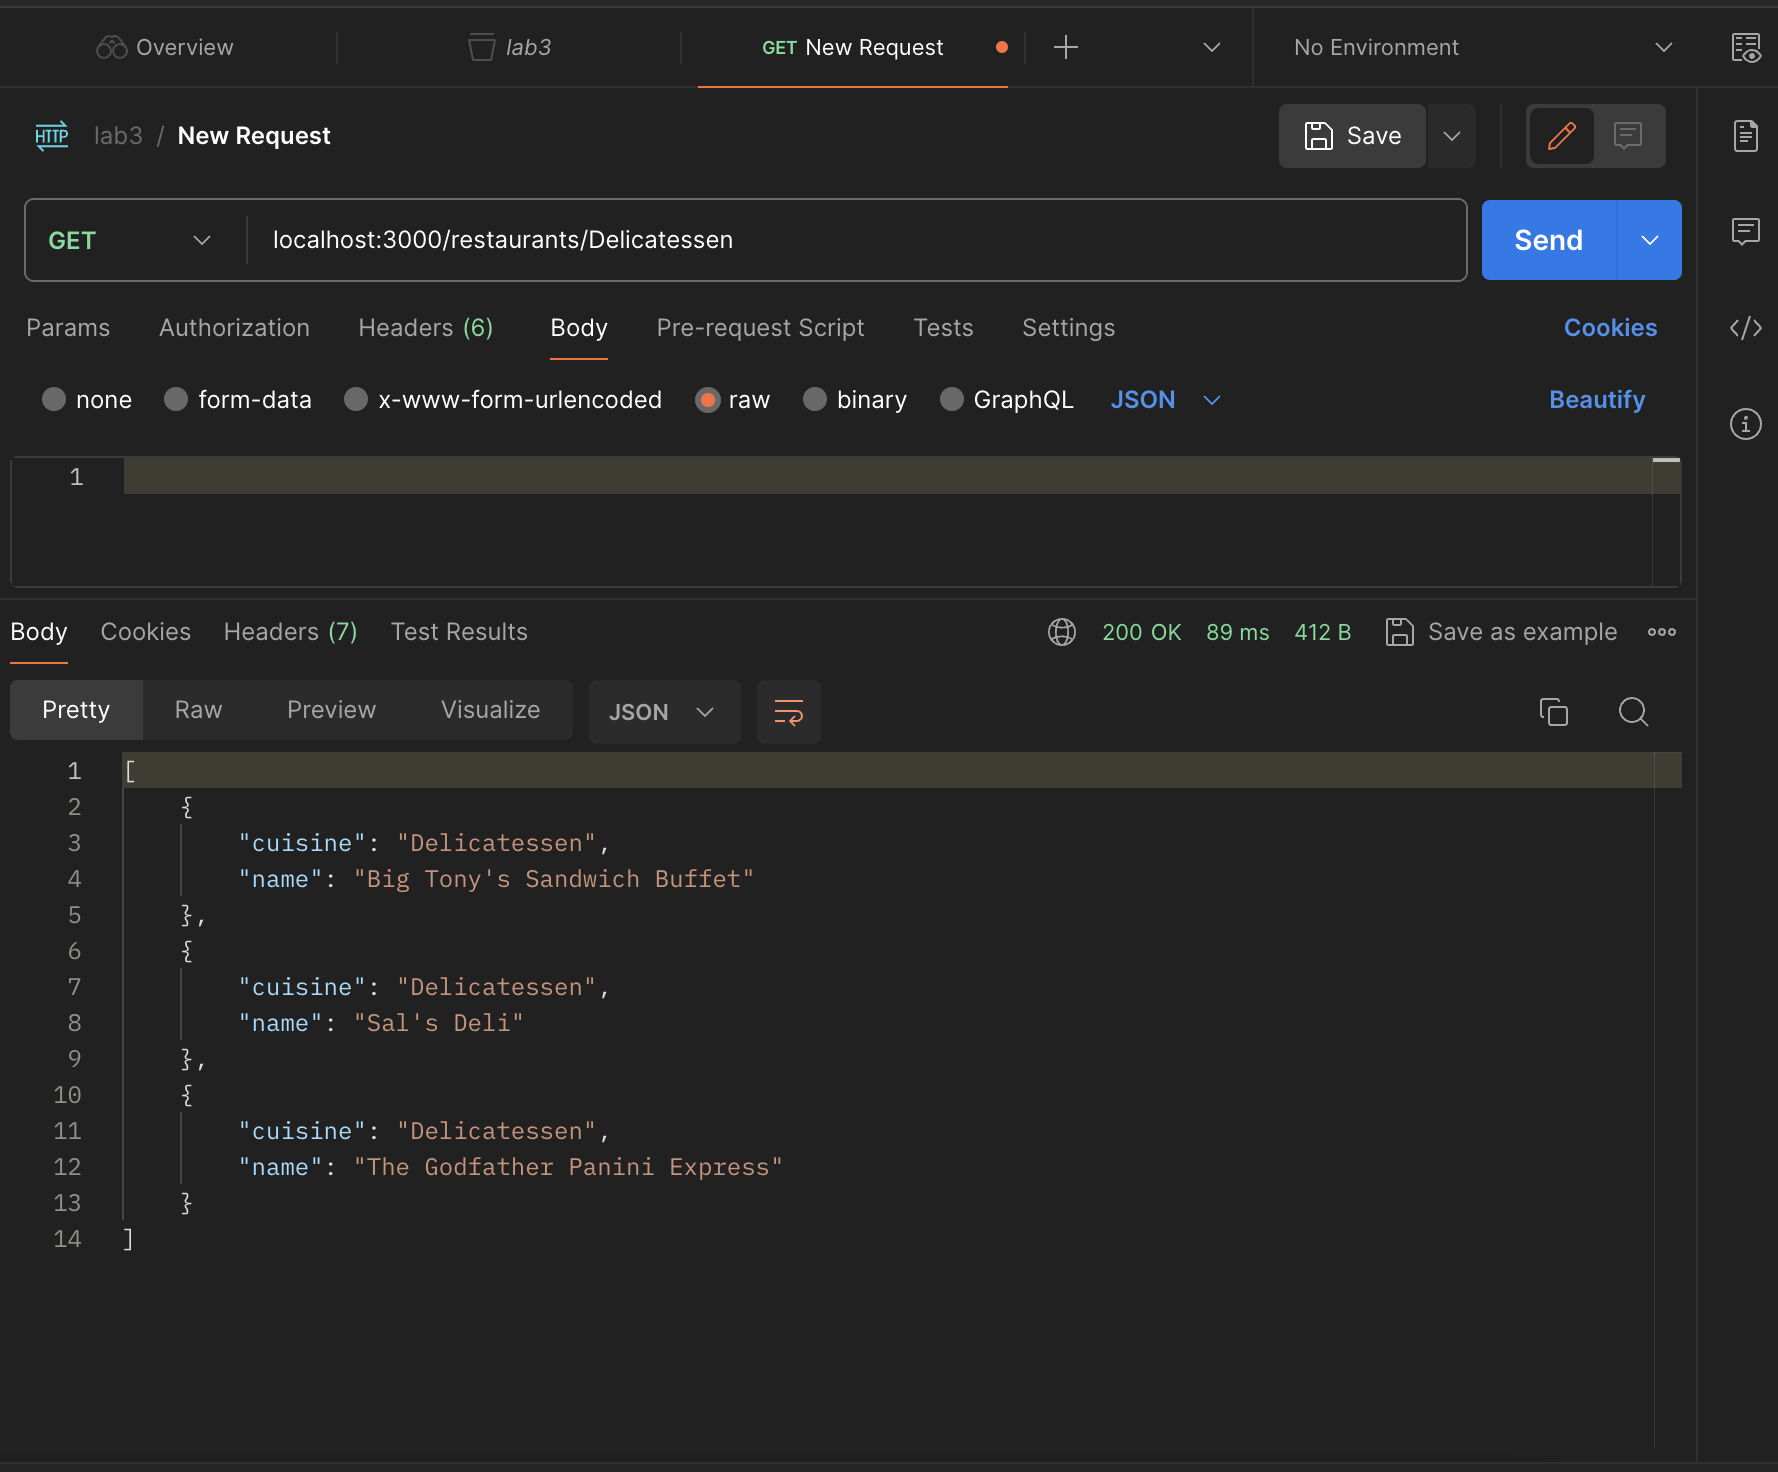 Overview lab3 GET New Request No Environment
HTTP lab3 / New Request Save
GET localhost:3000/restaurants/Delicatessen Send
Params Authorization Headers (6) Body Pre-request Script Tests Settings Cookies
none form-data x-www-form-urlencoded raw binary GraphQL JSON Beautify
1
Body Cookies Headers (7) Test Results 200 OK 89 ms 412 B Save as example
Pretty Raw Preview Visualize JSON
1 [
2 {
3 "cuisine": "Delicatessen",
4 "name": "Big Tony's Sandwich Buffet"
5 },
6 {
7 "cuisine": "Delicatessen",
8 "name": "Sal's Deli"
9 },
10 {
11 "cuisine": "Delicatessen",
12 "name": "The Godfather Panini Express"
13 }
14 ]